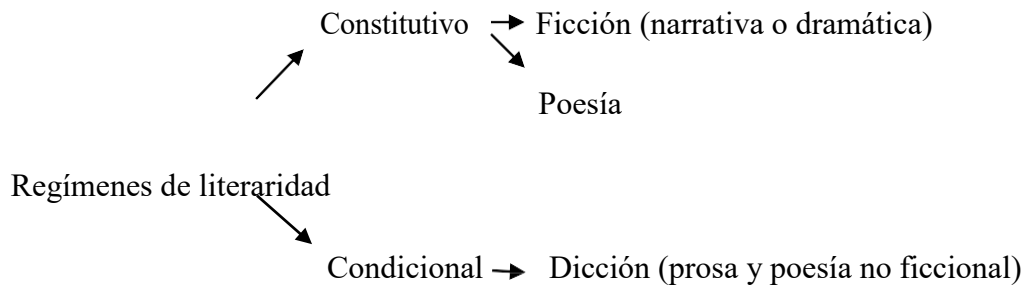 Constitutivo Ficción (narrativa o dramática)
Poesía
Regímenes de literaridad
Condicional Dicción (prosa y poesía no ficcional)